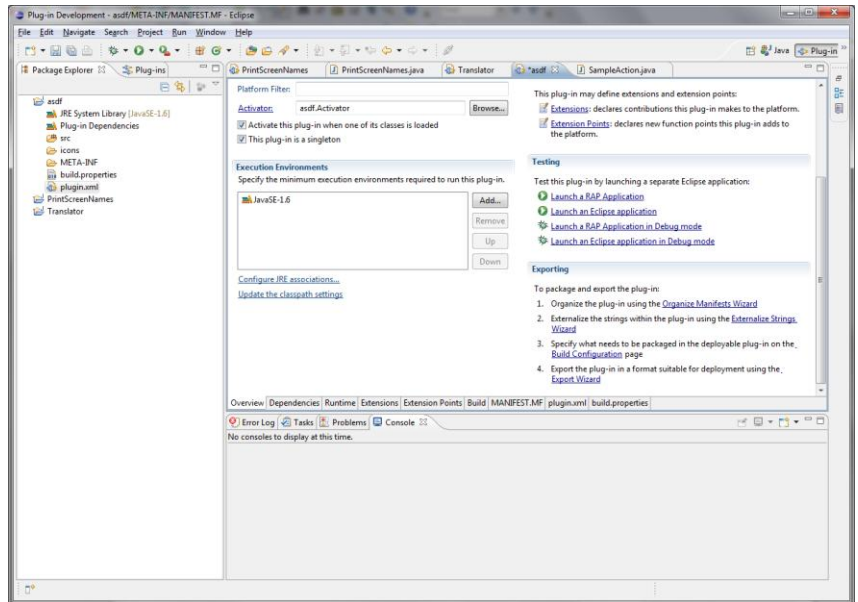 Plug-in Development - asdf/META-INF/MANIFEST.MF - Eclipse
File Edit Navigate Search Project Run Window Help
Java Plug-in
Package Explorer Plug-ins
asdf
JRE System Library [JavaSE-1.6]
Plug-in Dependencies
src
icons
META-INF
build.properties
plugin.xml
PrintScreenNames
Translator
PrintScreenNames PrintScreenNames.java Translator *asdf SampleAction.java
Platform Filter:
Activator: asdf.Activator Browse...
Activate this plug-in when one of its classes is loaded
This plug-in is a singleton
Execution Environments
Specify the minimum execution environments required to run this plug-in.
JavaSE-1.6
Add...
Remove
Up
Down
Configure JRE associations...
Update the classpath settings
This plug-in may define extensions and extension points:
Extensions: declares contributions this plug-in makes to the platform.
Extension Points: declares new function points this plug-in adds to
the platform.
Testing
Test this plug-in by launching a separate Eclipse application:
Launch a RAP Application
Launch an Eclipse application
Launch a RAP Application in Debug mode
Launch an Eclipse application in Debug mode
Exporting
To package and export the plug-in:
1. Organize the plug-in using the Organize Manifests Wizard
2. Externalize the strings within the plug-in using the Externalize Strings
Wizard
3. Specify what needs to be packaged in the deployable plug-in on the
Build Configuration page
4. Export the plug-in in a format suitable for deployment using the
Export Wizard
Overview Dependencies Runtime Extensions Extension Points Build MANIFEST.MF plugin.xml build.properties
Error Log Tasks Problems Console
No consoles to display at this time.